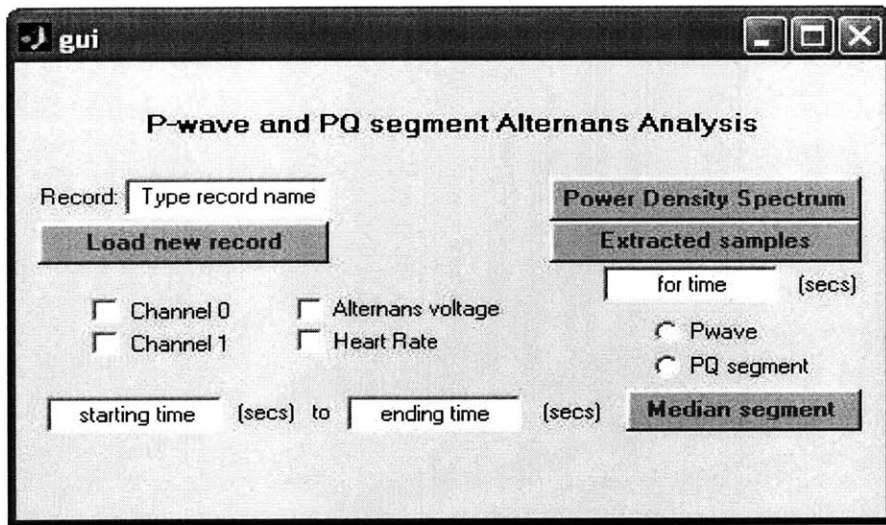 gui
P-wave and PQ segment Alternans Analysis
Record: Type record name
Load new record
Power Density Spectrum
Extracted samples
for time (secs)
Channel 0 Alternans voltage
Channel 1 Heart Rate
Pwave
PQ segment
starting time (secs) to ending time (secs) Median segment